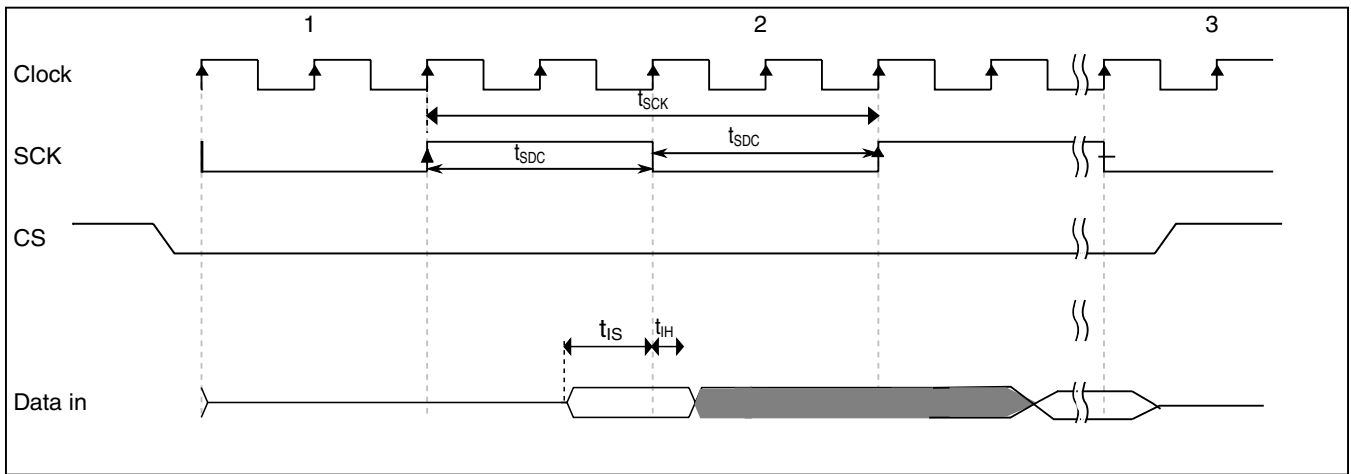 1 2 3
Clock
tSCK
SCK
tSDC tSDC
CS
tIS tIH
Data in